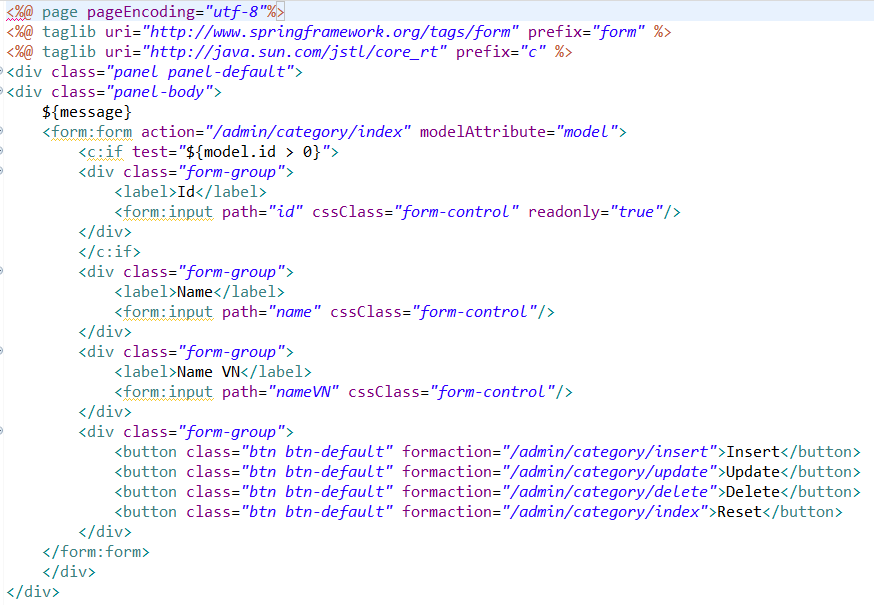 <%@ page pageEncoding="utf-8"%>
<%@ taglib uri="http://www.springframework.org/tags/form" prefix="form" %>
<%@ taglib uri="http://java.sun.com/jstl/core_rt" prefix="c" %>
<div class="panel panel-default">
<div class="panel-body">
    ${message}
    <form:form action="/admin/category/index" modelAttribute="model">
        <c:if test="${model.id > 0}">
        <div class="form-group">
            <label>Id</label>
            <form:input path="id" cssClass="form-control" readonly="true"/>
        </div>
        </c:if>
        <div class="form-group">
            <label>Name</label>
            <form:input path="name" cssClass="form-control"/>
        </div>
        <div class="form-group">
            <label>Name VN</label>
            <form:input path="nameVN" cssClass="form-control"/>
        </div>
        <div class="form-group">
            <button class="btn btn-default" formaction="/admin/category/insert">Insert</button>
            <button class="btn btn-default" formaction="/admin/category/update">Update</button>
            <button class="btn btn-default" formaction="/admin/category/delete">Delete</button>
            <button class="btn btn-default" formaction="/admin/category/index">Reset</button>
        </div>
    </form:form>
    </div>
</div>